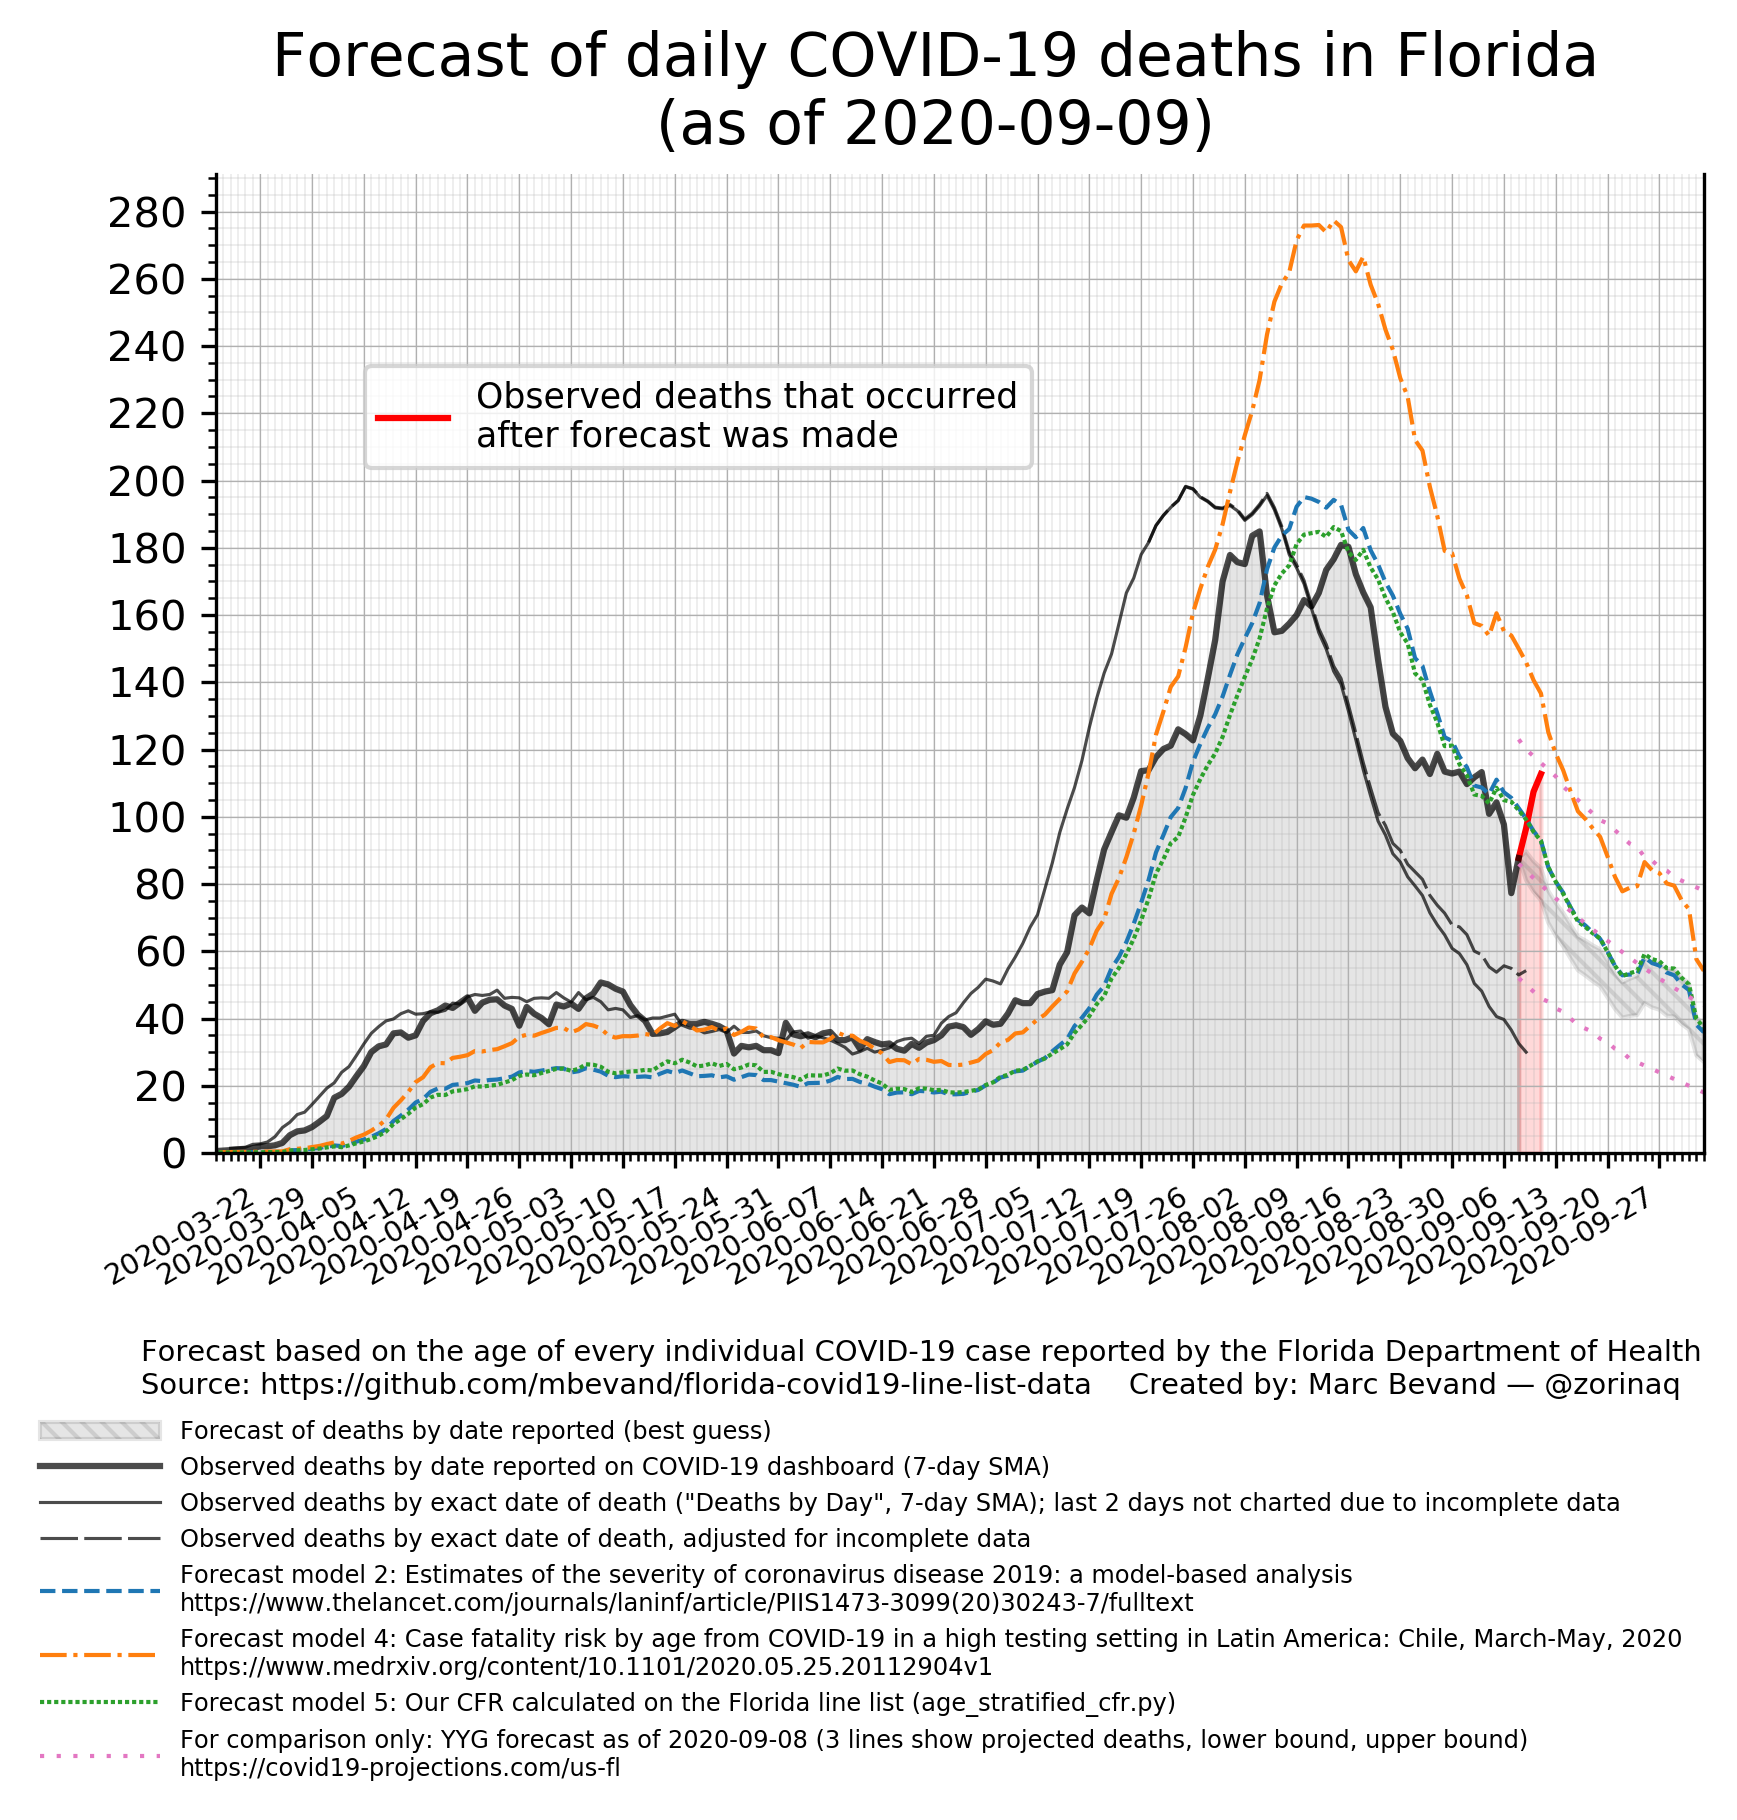 Forecast of daily COVID-19 deaths in Florida
(as of 2020-09-09)
280
260
240
220
200
180
160
140
120
100
80
60
40
20
0
Observed deaths that occurred
after forecast was made
2020-03-22
2020-03-29
2020-04-05
2020-04-12
2020-04-19
2020-04-26
2020-05-03
2020-05-10
2020-05-17
2020-05-24
2020-05-31
2020-06-07
2020-06-14
2020-06-21
2020-06-28
2020-07-05
2020-07-12
2020-07-19
2020-07-26
2020-08-02
2020-08-09
2020-08-16
2020-08-23
2020-08-30
2020-09-06
2020-09-13
2020-09-20
2020-09-27
Forecast based on the age of every individual COVID-19 case reported by the Florida Department of Health
Source: https://github.com/mbevand/florida-covid19-line-list-data    Created by: Marc Bevand — @zorinaq
Forecast of deaths by date reported (best guess)
Observed deaths by date reported on COVID-19 dashboard (7-day SMA)
Observed deaths by exact date of death ("Deaths by Day", 7-day SMA); last 2 days not charted due to incomplete data
Observed deaths by exact date of death, adjusted for incomplete data
Forecast model 2: Estimates of the severity of coronavirus disease 2019: a model-based analysis
https://www.thelancet.com/journals/laninf/article/PIIS1473-3099(20)30243-7/fulltext
Forecast model 4: Case fatality risk by age from COVID-19 in a high testing setting in Latin America: Chile, March-May, 2020
https://www.medrxiv.org/content/10.1101/2020.05.25.20112904v1
Forecast model 5: Our CFR calculated on the Florida line list (age_stratified_cfr.py)
For comparison only: YYG forecast as of 2020-09-08 (3 lines show projected deaths, lower bound, upper bound)
https://covid19-projections.com/us-fl